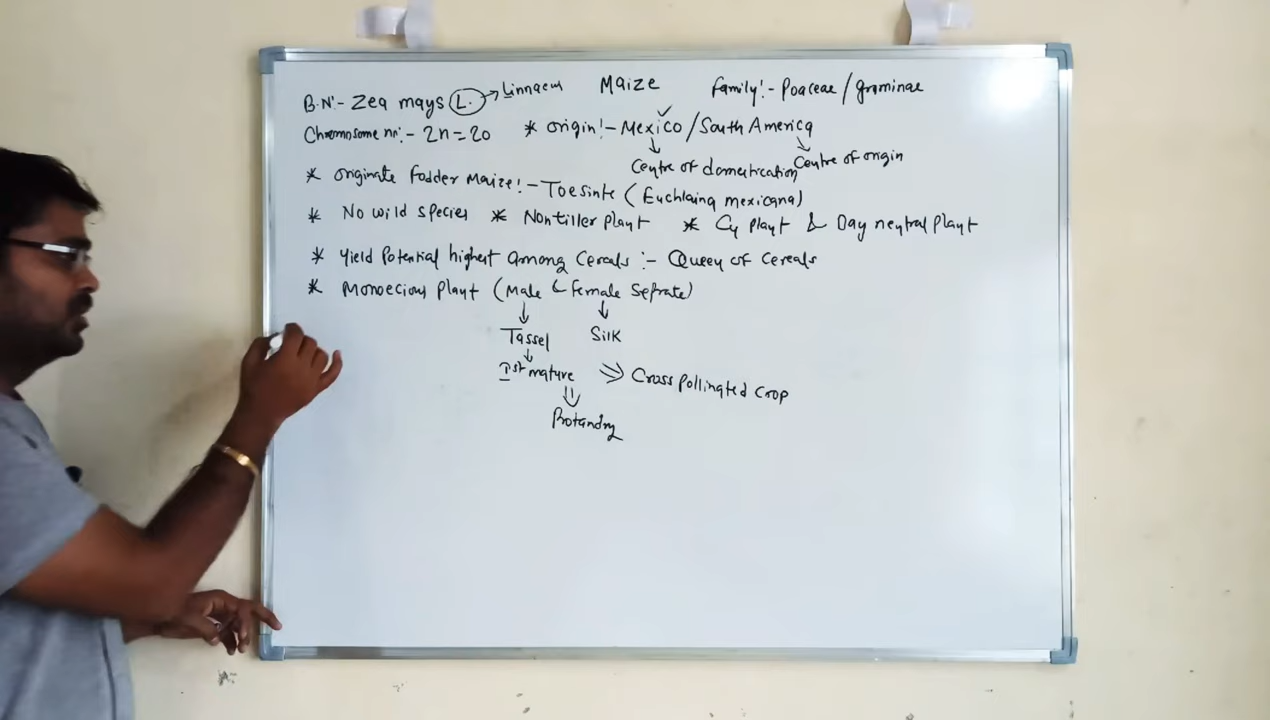 Maize
B.N:- Zea mays (L.) → Linnaeus
Family:- Poaceae / graminae
Chromosome no:- 2n=20 * origin:- Mexico / South America
Centre of domestication Centre of origin
* originate fodder Maize:- Toesinte (Euchlaina mexicana)
* No wild species * Non tiller plant * C4 plant & Day neutral plant
* Yield Potential highest among Cereals :- Queen of Cereals
* Monoecious plant (Male & Female Seprate)
Tassel Silk
Ist mature ⇒ Cross pollinated crop
Protandry